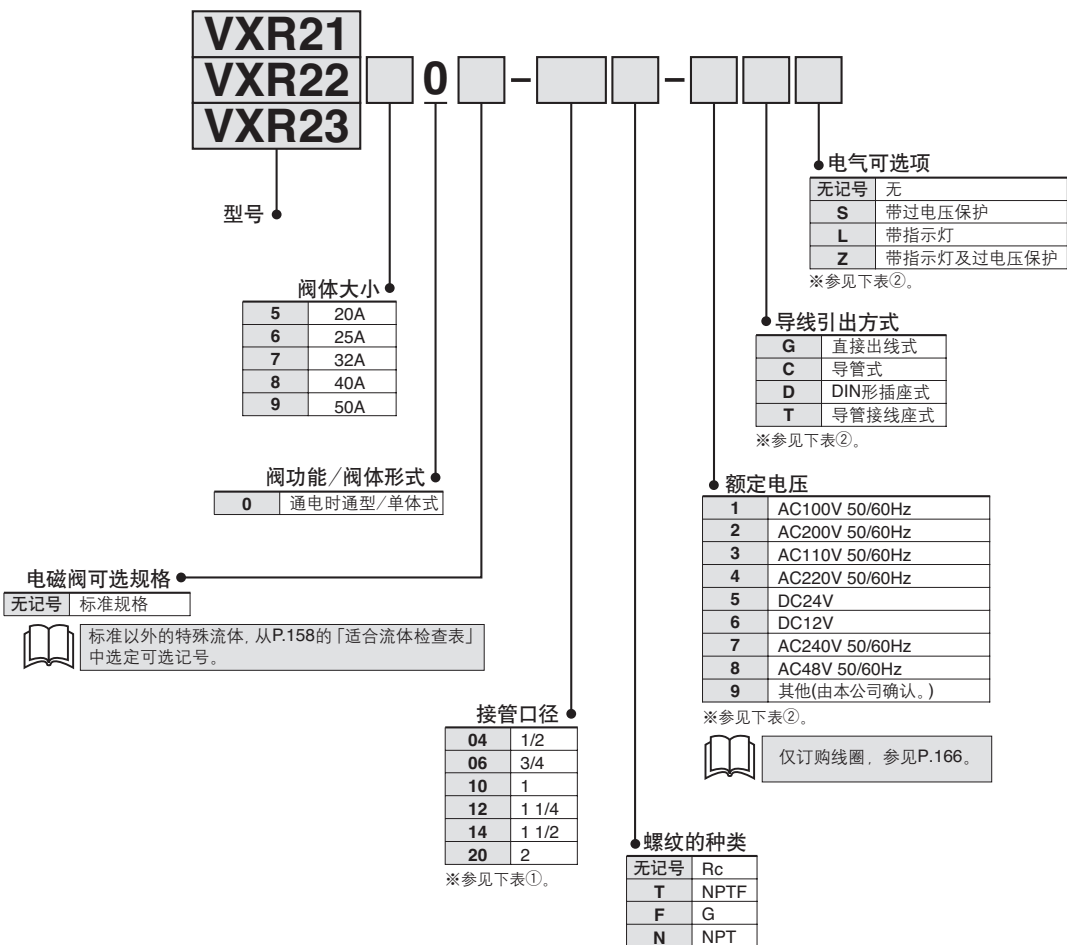 VXR21
VXR22 0 – –
VXR23
型号
电气可选项
无记号 无
S 带过电压保护
L 带指示灯
Z 带指示灯及过电压保护
※参见下表②。
阀体大小
5 20A
6 25A
7 32A
8 40A
9 50A
导线引出方式
G 直接出线式
C 导管式
D DIN形插座式
T 导管接线座式
※参见下表②。
阀功能/阀体形式
0 通电时通型/单体式
额定电压
1 AC100V 50/60Hz
2 AC200V 50/60Hz
3 AC110V 50/60Hz
4 AC220V 50/60Hz
5 DC24V
6 DC12V
7 AC240V 50/60Hz
8 AC48V 50/60Hz
9 其他(由本公司确认。)
※参见下表②。
仅订购线圈，参见P.166。
电磁阀可选规格
无记号 标准规格
标准以外的特殊流体，从P.158的「适合流体检查表」
中选定可选记号。
接管口径
04 1/2
06 3/4
10 1
12 1 1/4
14 1 1/2
20 2
※参见下表①。
螺纹的种类
无记号 Rc
T NPTF
F G
N NPT